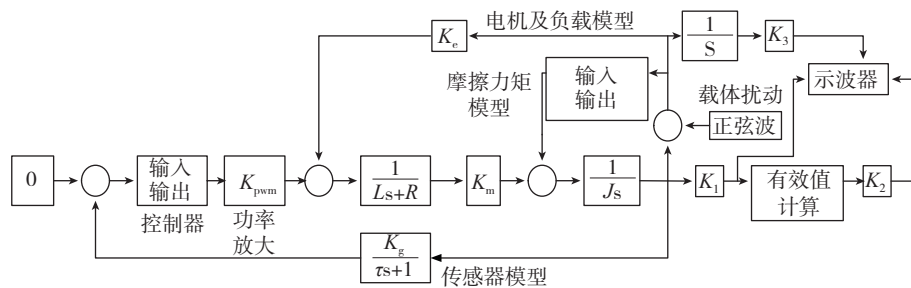 电机及负载模型
K_e
1
S
K_3
摩擦力矩
模型
输入
输出
示波器
载体扰动
正弦波
0
输入
输出
控制器
K_pwm
功率
放大
1
Ls+R
K_m
1
Js
K_1
有效值
计算
K_2
K_g
τs+1
传感器模型